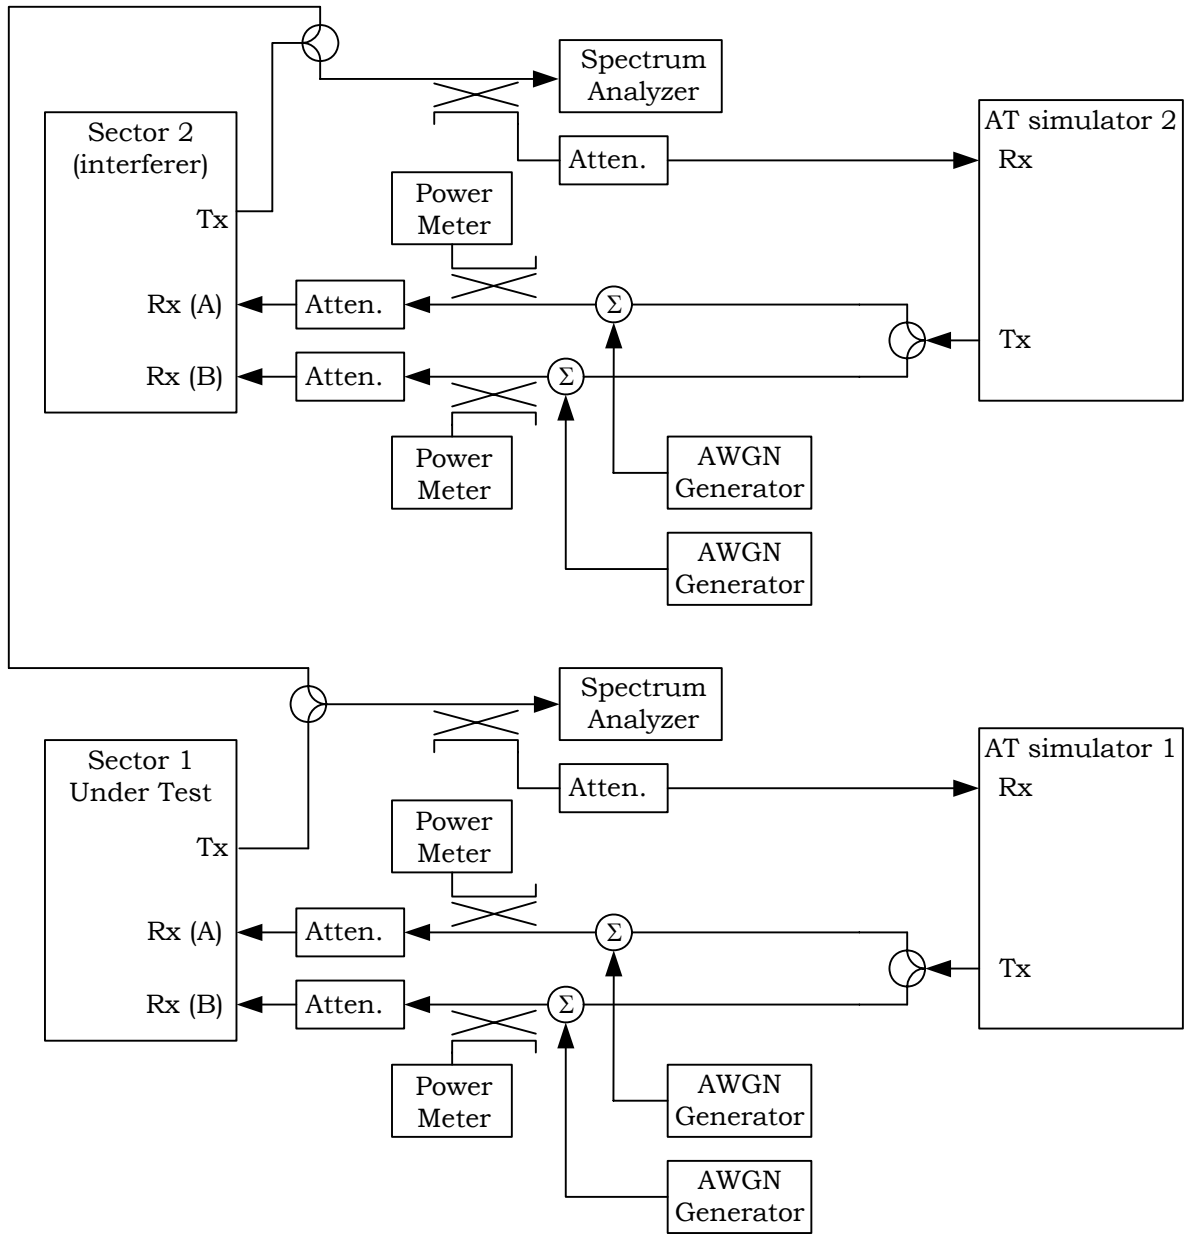 Spectrum
Analyzer
Sector 2
(interferer)
AT simulator 2
Atten.
Rx
Power
Meter
Tx
Rx (A)
Atten.
Σ
Tx
Rx (B)
Atten.
Σ
Power
Meter
AWGN
Generator
AWGN
Generator
Spectrum
Analyzer
Sector 1
Under Test
AT simulator 1
Atten.
Rx
Power
Meter
Tx
Rx (A)
Atten.
Σ
Tx
Rx (B)
Atten.
Σ
Power
Meter
AWGN
Generator
AWGN
Generator